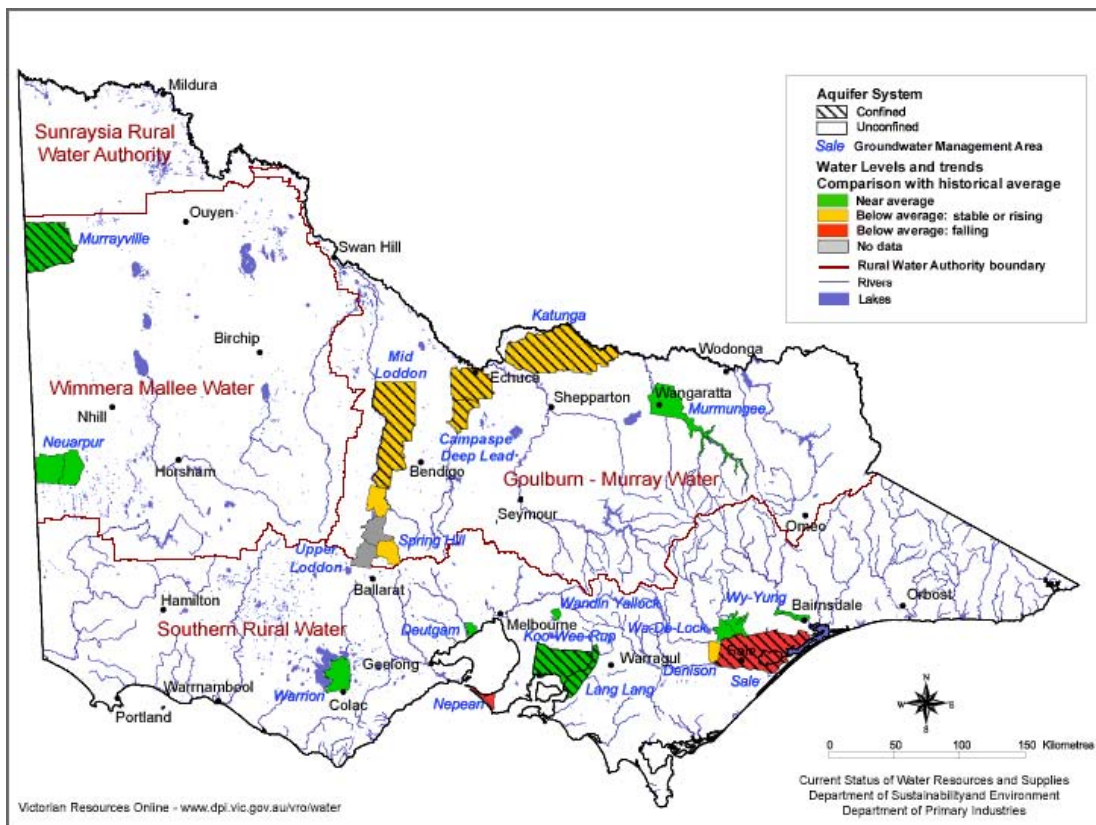 Mildura
Sunraysia Rural
Water Authority
Ouyen
Murrayville
Swan Hill
Birchip
Katunga
Mid
Loddon
Echuca
Wodonga
Wimmera Mallee Water
Nhill
Shepparton
Wangaratta
Murmungee
Neuarpur
Campaspe
Deep Lead
Horsham
Bendigo
Goulburn - Murray Water
Seymour
Omeo
Upper
Loddon
Spring Hill
Ballarat
Hamilton
Southern Rural Water
Deutgam
Melbourne
Wandin Yallock
Koo-Wee-Rup
Wy-Yung
Bairnsdale
Orbost
Wa-De-Lock
Geelong
Warragul
Sale
Denison
Sale
Lang Lang
Warrion
Colac
Nepean
Warrnambool
Portland
Aquifer System
Confined
Unconfined
Sale Groundwater Management Area
Water Levels and trends
Comparison with historical average
Near average
Below average: stable or rising
Below average: falling
No data
Rural Water Authority boundary
Rivers
Lakes
N
W E
S
0 50 100 150 Kilometres
Victorian Resources Online - www.dpi.vic.gov.au/vro/water
Current Status of Water Resources and Supplies
Department of Sustainabilityand Environment
Department of Primary Industries